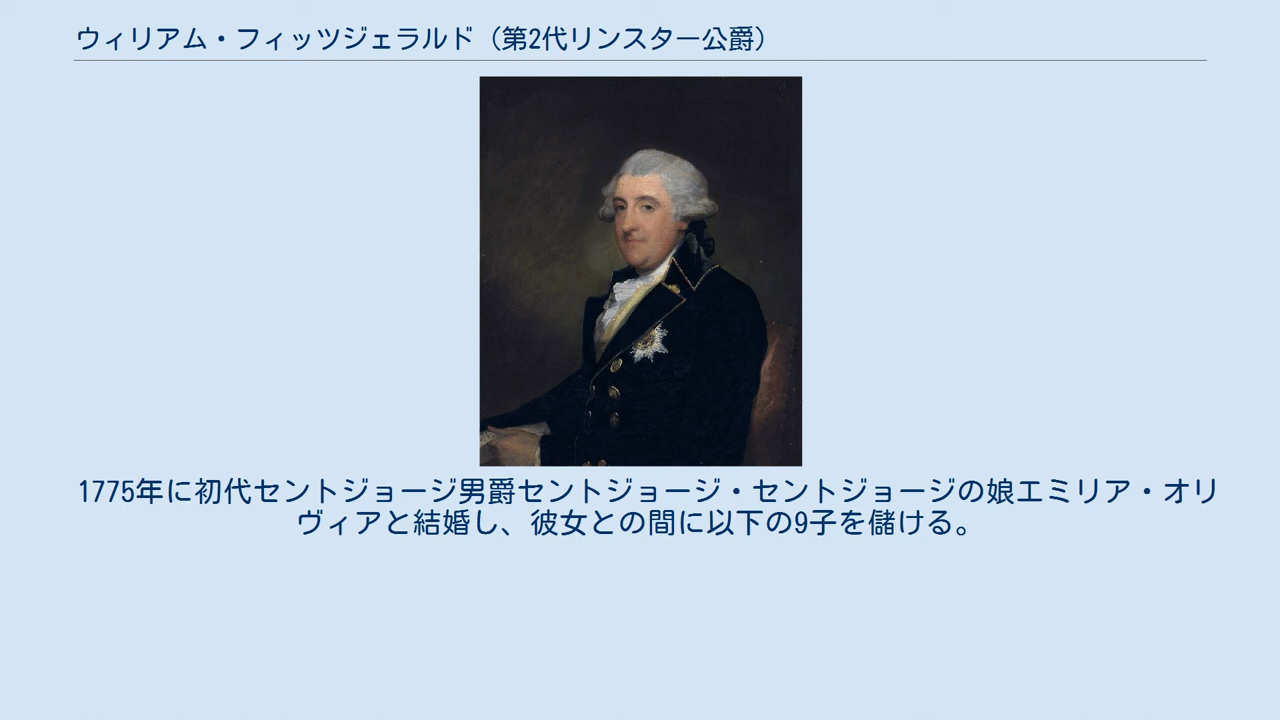 ウィリアム・フィッツジェラルド（第2代リンスター公爵）
1775年に初代セントジョージ男爵セントジョージ・セントジョージの娘エミリア・オリ
ヴィアと結婚し、彼女との間に以下の9子を儲ける。